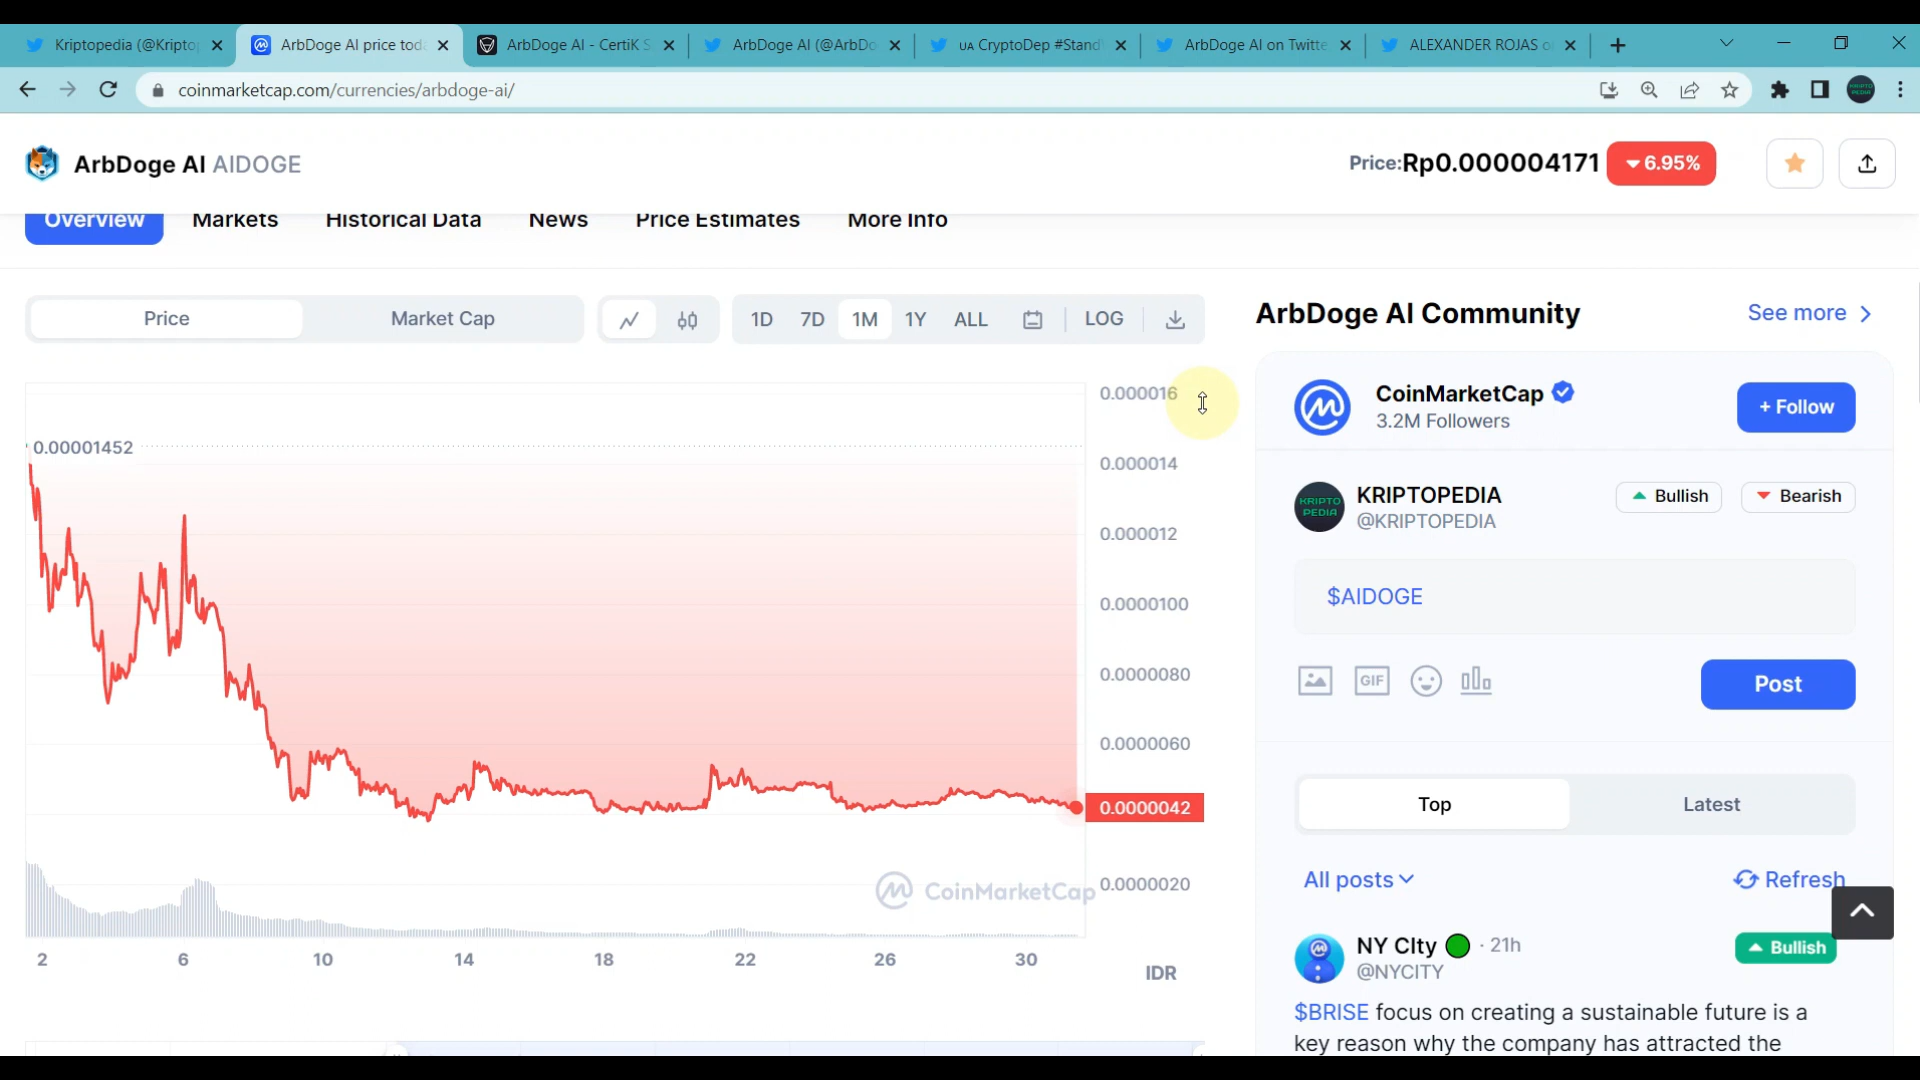 Kriptopedia (@Kripto
ArbDoge AI price tod
ArbDoge AI - CertiK S
ArbDoge AI (@ArbDo
UA CryptoDep #Stand
ArbDoge AI on Twitte
ALEXANDER ROJAS o
coinmarketcap.com/currencies/arbdoge-ai/
ArbDoge AI AIDOGE
Price:Rp0.000004171
6.95%
Overview
Markets
Historical Data
News
Price Estimates
More Info
Price
Market Cap
1D
7D
1M
1Y
ALL
LOG
0.00001452
0.000016
0.000014
0.000012
0.0000100
0.0000080
0.0000060
0.0000042
0.0000020
CoinMarketCap
2
6
10
14
18
22
26
30
IDR
ArbDoge AI Community
See more
CoinMarketCap
3.2M Followers
+ Follow
KRIPTO
PEDIA
KRIPTOPEDIA
@KRIPTOPEDIA
Bullish
Bearish
$AIDOGE
GIF
Post
Top
Latest
All posts
Refresh
NY CIty · 21h
@NYCITY
Bullish
$BRISE focus on creating a sustainable future is a
key reason why the company has attracted the